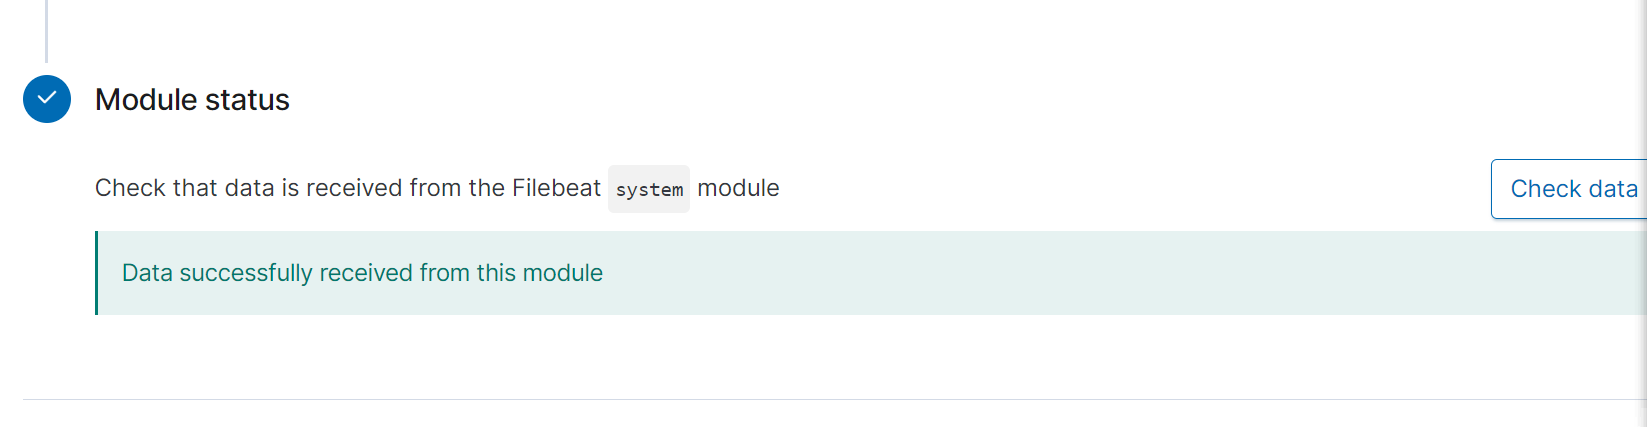 Module status
Check that data is received from the Filebeat system module
Check data
Data successfully received from this module